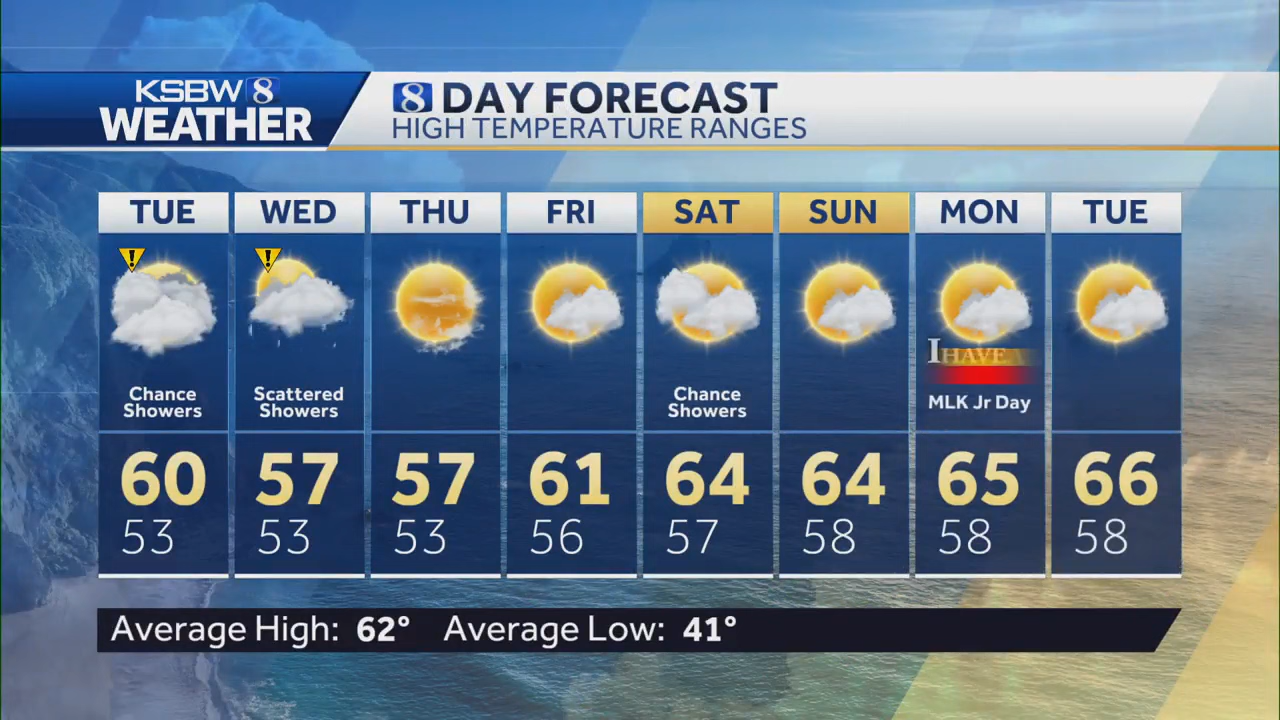 KSBW 8
WEATHER
8 DAY FORECAST
HIGH TEMPERATURE RANGES
TUE WED THU FRI SAT SUN MON TUE
! !
I HAVE A
Chance Showers
Scattered Showers
Chance Showers
MLK Jr Day
60 57 57 61 64 64 65 66
53 53 53 56 57 58 58 58
Average High: 62° Average Low: 41°